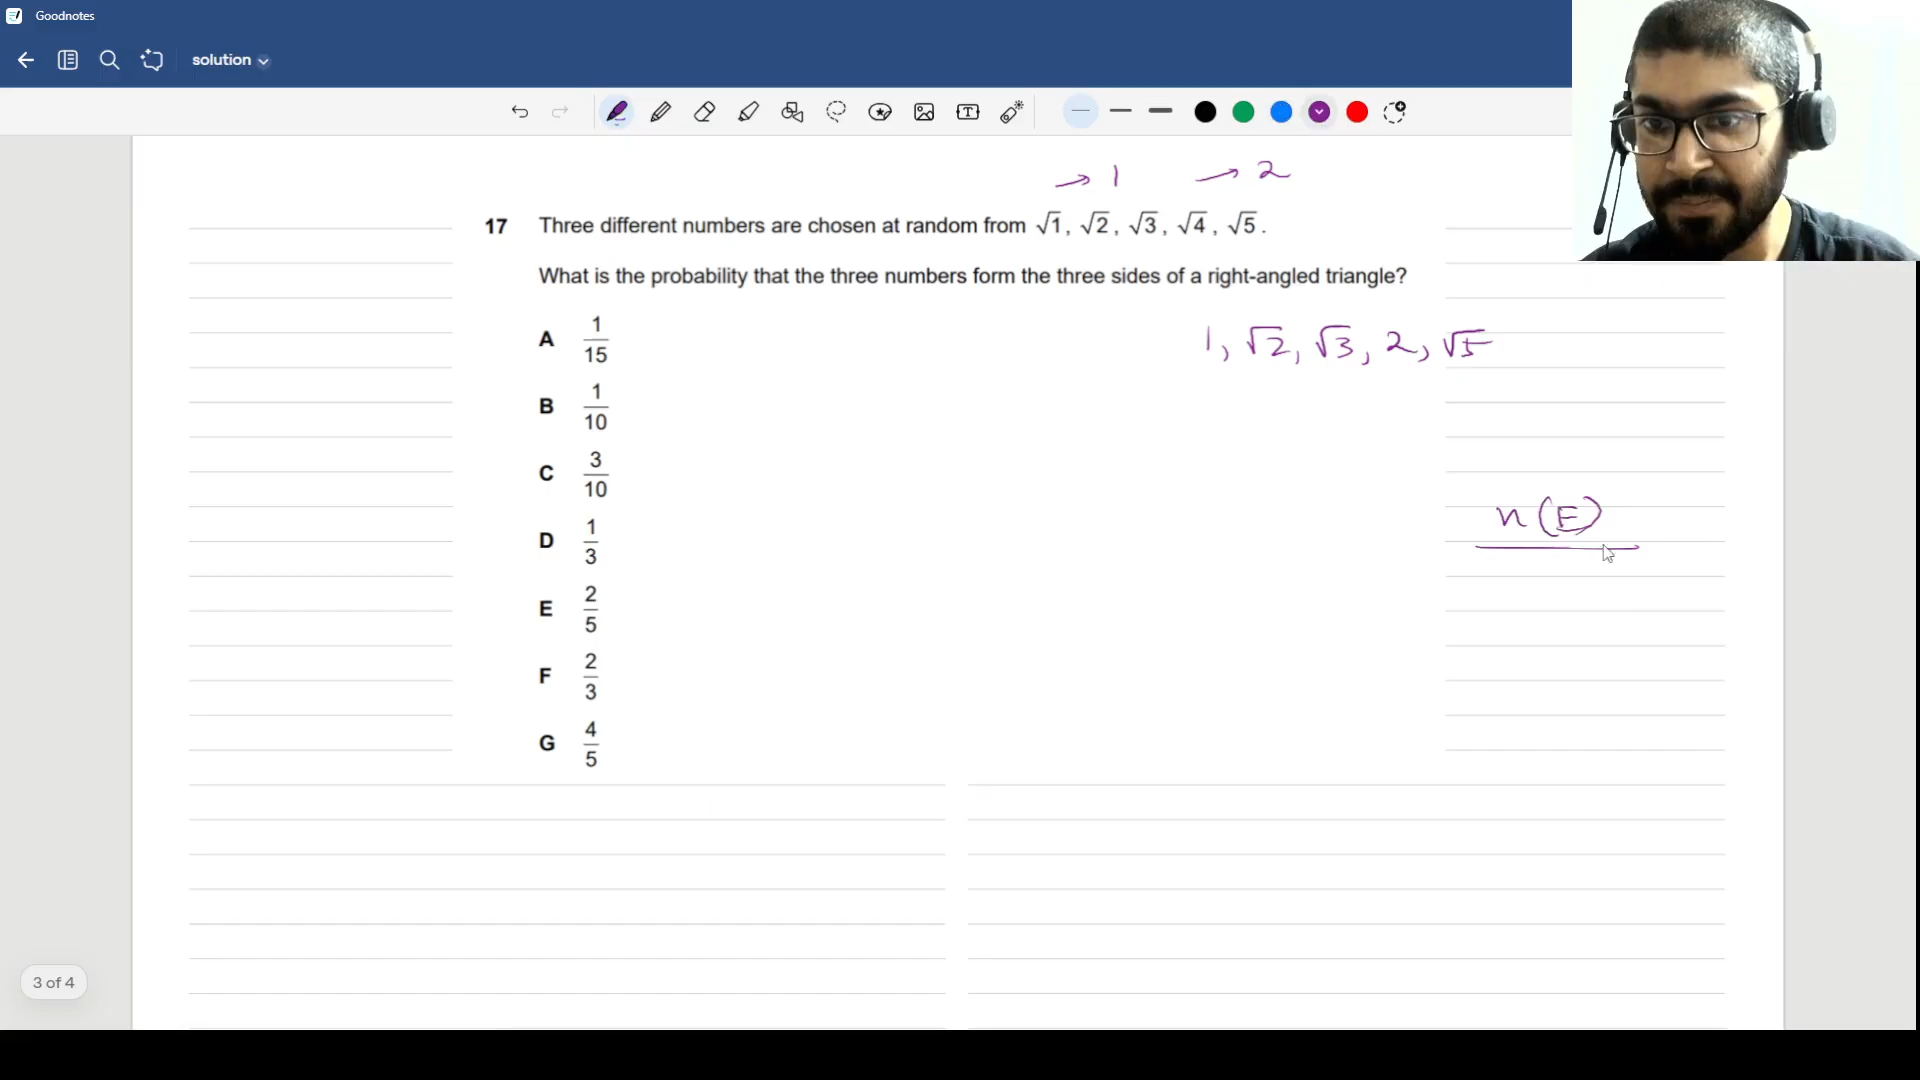 Goodnotes
solution
→ 1 → 2
17 Three different numbers are chosen at random from √1, √2, √3, √4, √5.
What is the probability that the three numbers form the three sides of a right-angled triangle?
1, √2, √3, 2, √5
A 1/15
B 1/10
C 3/10
n(E)
D 1/3
E 2/5
F 2/3
G 4/5
3 of 4